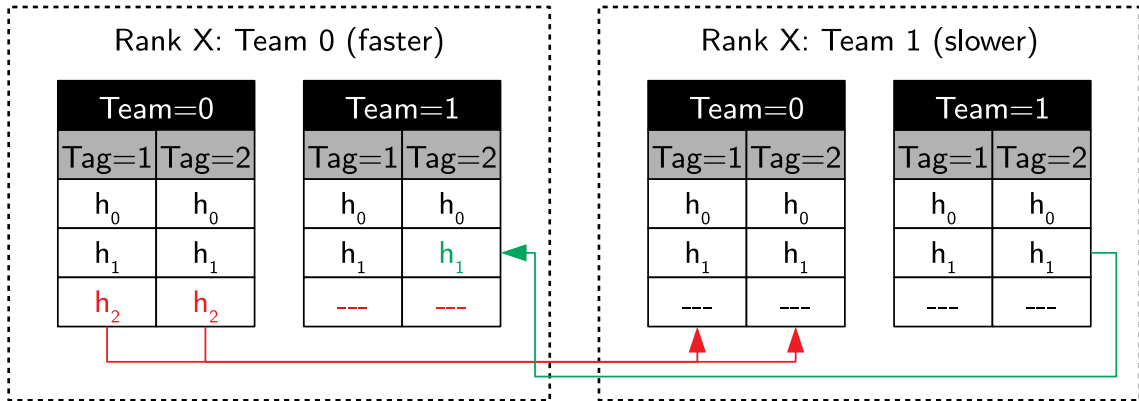 Rank X: Team 0 (faster) Rank X: Team 1 (slower)
Team=0 Team=1 Team=0 Team=1
Tag=1 Tag=2 Tag=1 Tag=2 Tag=1 Tag=2 Tag=1 Tag=2
h₀ h₀ h₀ h₀ h₀ h₀ h₀ h₀
h₁ h₁ h₁ h₁ h₁ h₁ h₁ h₁
h₂ h₂ --- --- --- --- --- ---